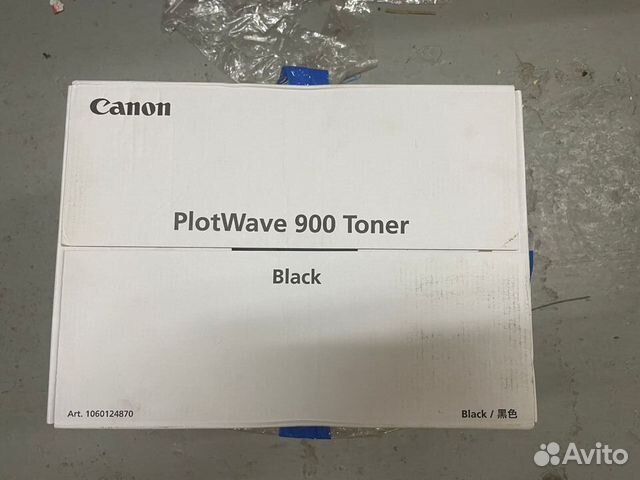 Canon
PlotWave 900 Toner
Black
Art. 1060124870
Black / 黑色
Avito